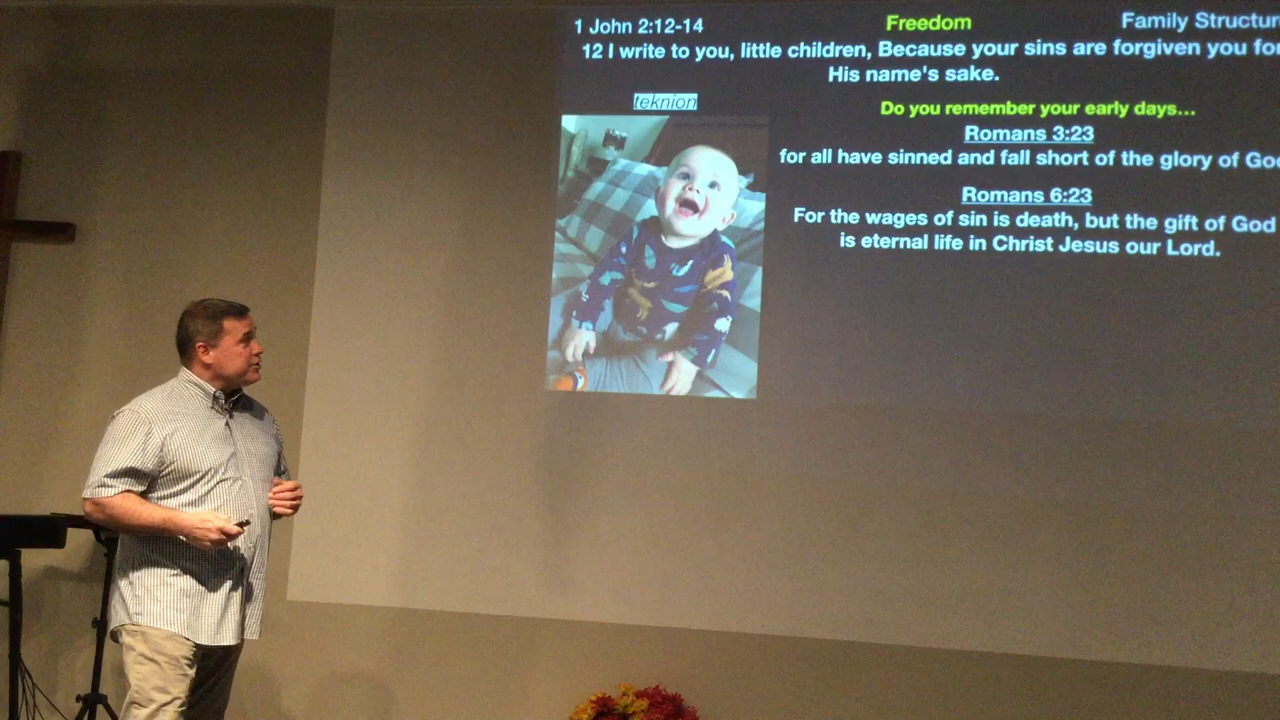 1 John 2:12-14 Freedom Family Structur
12 I write to you, little children, Because your sins are forgiven you for
His name's sake.
teknion
Do you remember your early days...
Romans 3:23
for all have sinned and fall short of the glory of Go
Romans 6:23
For the wages of sin is death, but the gift of God
is eternal life in Christ Jesus our Lord.